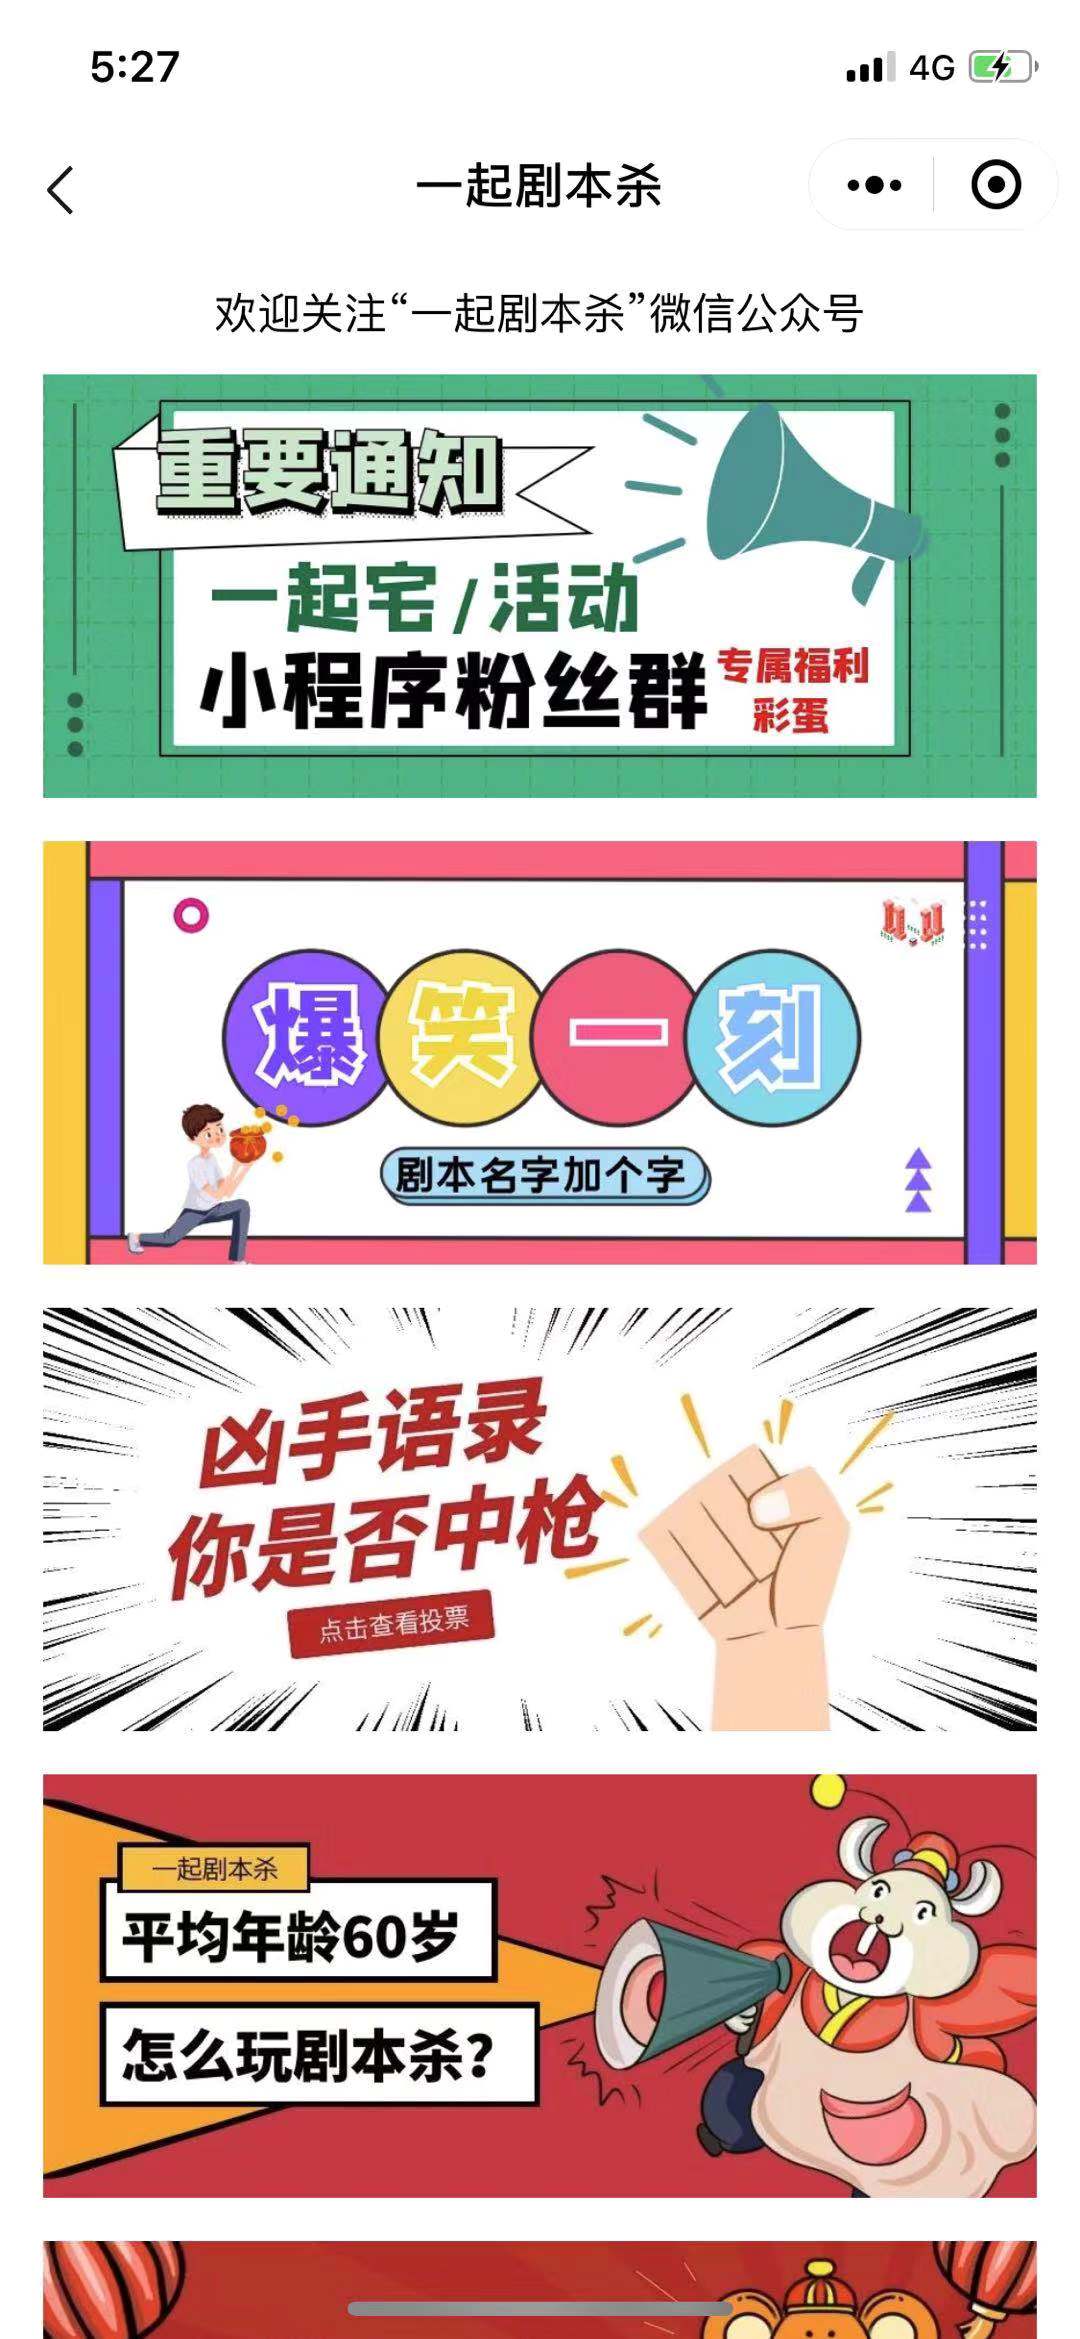 5:27
4G
一起剧本杀
欢迎关注“一起剧本杀”微信公众号
重要通知
一起宅/活动
小程序粉丝群
专属福利
彩蛋
爆笑一刻
剧本名字加个字
凶手语录
你是否中枪
点击查看投票
一起剧本杀
平均年龄60岁
怎么玩剧本杀?